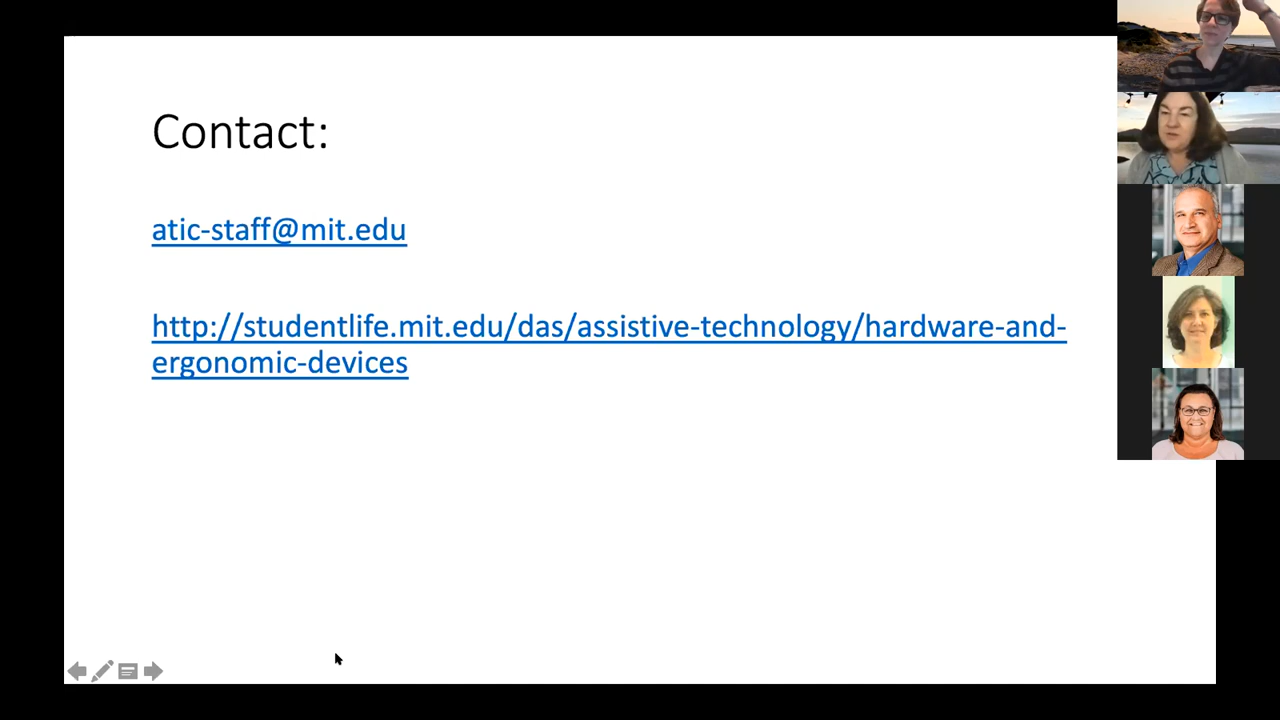 Contact:
atic-staff@mit.edu
http://studentlife.mit.edu/das/assistive-technology/hardware-and-
ergonomic-devices